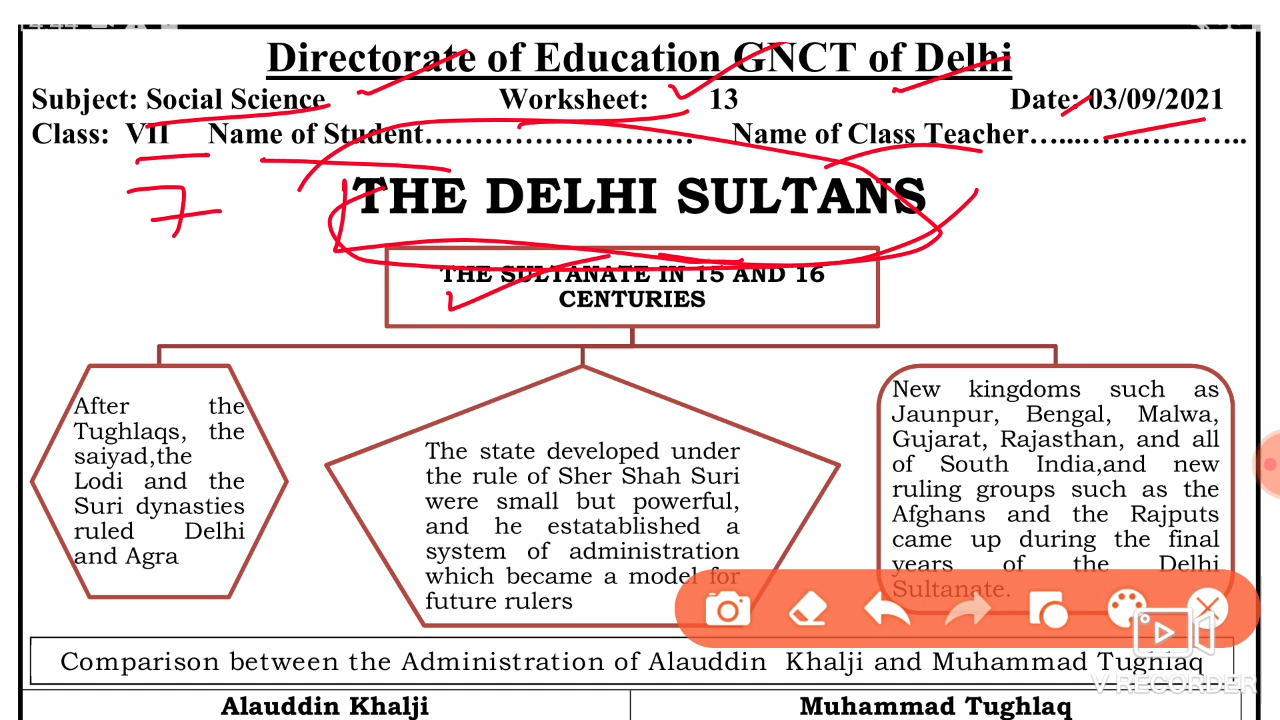 Directorate of Education GNCT of Delhi
Subject: Social Science Worksheet: 13 Date: 03/09/2021
Class: VII Name of Student………………………. Name of Class Teacher…...……………..
7
THE DELHI SULTANS
THE SULTANATE IN 15 AND 16
CENTURIES
After the
Tughlaqs, the
saiyad,the
Lodi and the
Suri dynasties
ruled Delhi
and Agra
The state developed under
the rule of Sher Shah Suri
were small but powerful,
and he estatablished a
system of administration
which became a model for
future rulers
New kingdoms such as
Jaunpur, Bengal, Malwa,
Gujarat, Rajasthan, and all
of South India,and new
ruling groups such as the
Afghans and the Rajputs
came up during the final
years of the Delhi
Sultanate.
Comparison between the Administration of Alauddin Khalji and Muhammad Tughlaq
V RECORDER
Alauddin Khalji Muhammad Tughlaq